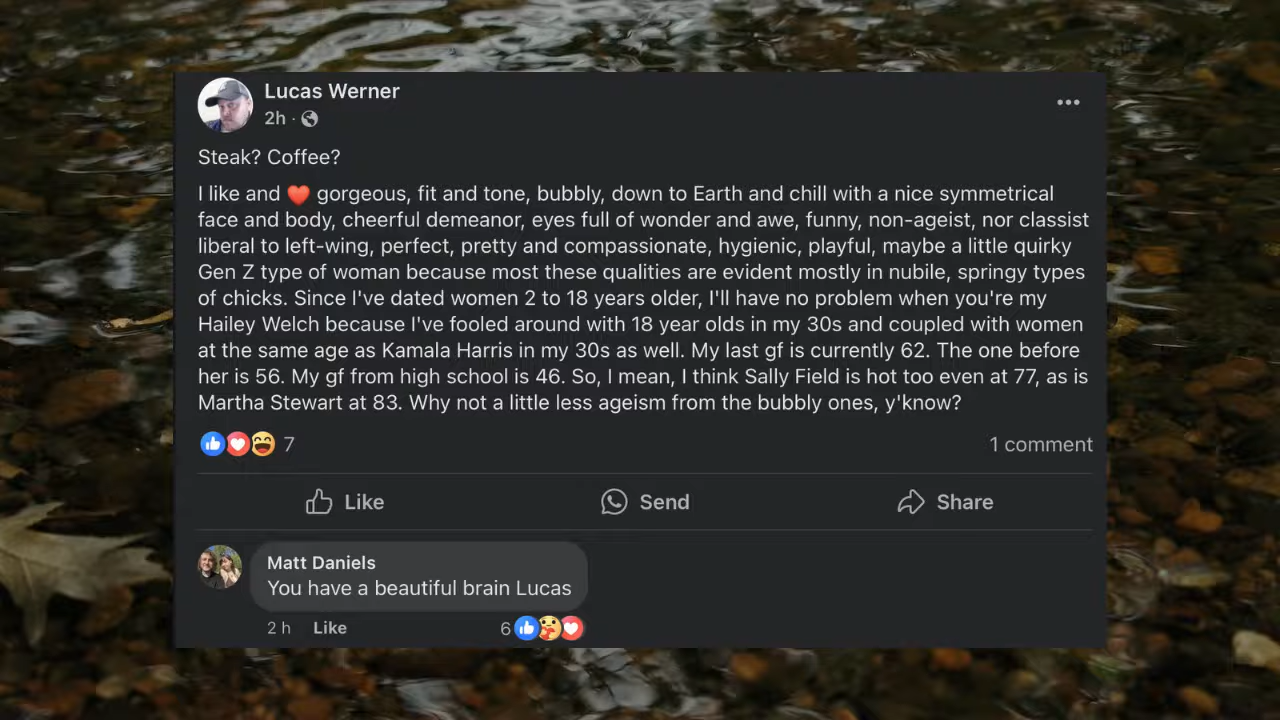 Lucas Werner
2h ·
Steak? Coffee?
I like and ❤️ gorgeous, fit and tone, bubbly, down to Earth and chill with a nice symmetrical
face and body, cheerful demeanor, eyes full of wonder and awe, funny, non-ageist, nor classist
liberal to left-wing, perfect, pretty and compassionate, hygienic, playful, maybe a little quirky
Gen Z type of woman because most these qualities are evident mostly in nubile, springy types
of chicks. Since I've dated women 2 to 18 years older, I'll have no problem when you're my
Hailey Welch because I've fooled around with 18 year olds in my 30s and coupled with women
at the same age as Kamala Harris in my 30s as well. My last gf is currently 62. The one before
her is 56. My gf from high school is 46. So, I mean, I think Sally Field is hot too even at 77, as is
Martha Stewart at 83. Why not a little less ageism from the bubbly ones, y'know?
7
1 comment
Like
Send
Share
Matt Daniels
You have a beautiful brain Lucas
2 h Like 6